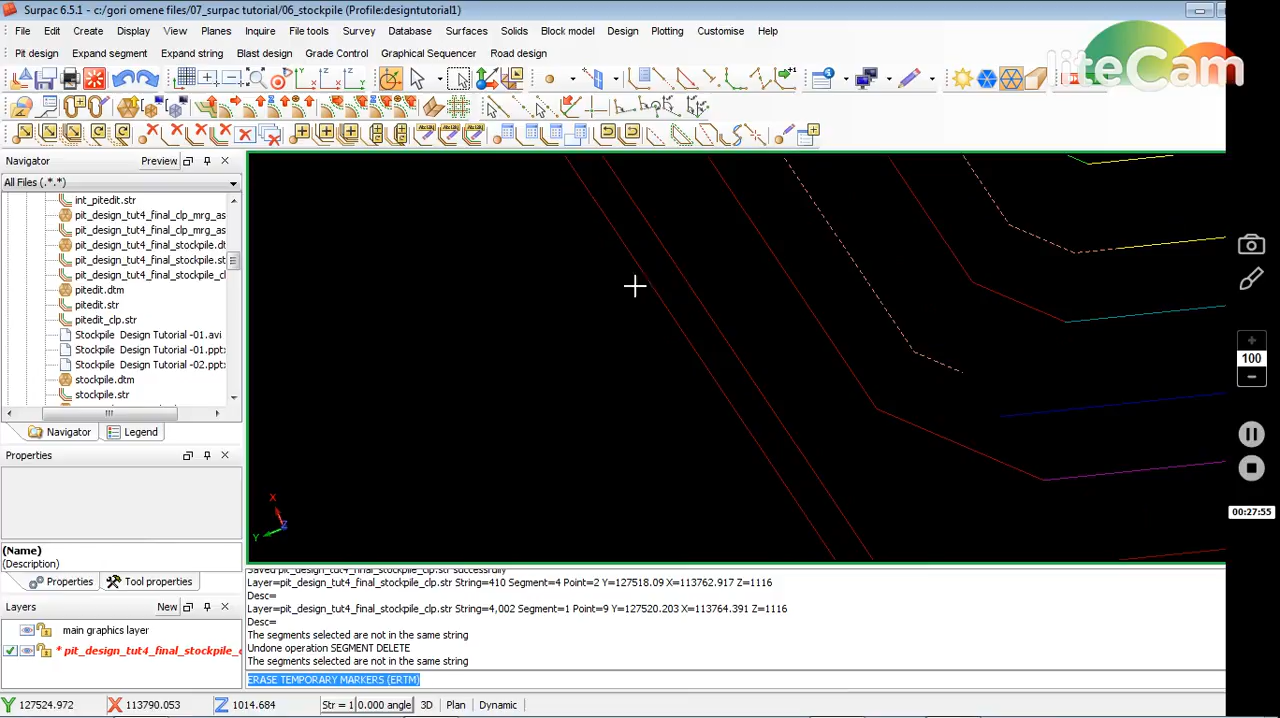 Surpac 6.5.1 - c:/gori omene files/07_surpac tutorial/06_stockpile (Profile:designtutorial1)
File Edit Create Display View Planes Inquire File tools Survey Database Surfaces Solids Block model Design Plotting Customise Help
Pit design Expand segment Expand string Blast design Grade Control Graphical Sequencer Road design
liteCam
Navigator Preview
All Files (*.*)
int_pitedit.str
pit_design_tut4_final_clp_mrg_as
pit_design_tut4_final_clp_mrg_as
pit_design_tut4_final_stockpile.dt
pit_design_tut4_final_stockpile.st
pit_design_tut4_final_stockpile_cl
pitedit.dtm
pitedit.str
pitedit_clp.str
Stockpile Design Tutorial -01.avi
Stockpile Design Tutorial -01.pptx
Stockpile Design Tutorial -02.pptx
stockpile.dtm
stockpile.str
Navigator Legend
Properties
(Name)
(Description)
Properties Tool properties
Layers New
main graphics layer
* pit_design_tut4_final_stockpile_c
X
Y
Z
100
00:27:55
Saved pit_design_tut4_final_stockpile_clp.str successfully
Layer=pit_design_tut4_final_stockpile_clp.str String=410 Segment=4 Point=2 Y=127518.09 X=113762.917 Z=1116
Desc=
Layer=pit_design_tut4_final_stockpile_clp.str String=4,002 Segment=1 Point=9 Y=127520.203 X=113764.391 Z=1116
Desc=
The segments selected are not in the same string
Undone operation SEGMENT DELETE
The segments selected are not in the same string
ERASE TEMPORARY MARKERS (ERTM)
Y 127524.972 X 113790.053 Z 1014.684 Str = 1 0.000 angle 3D Plan Dynamic